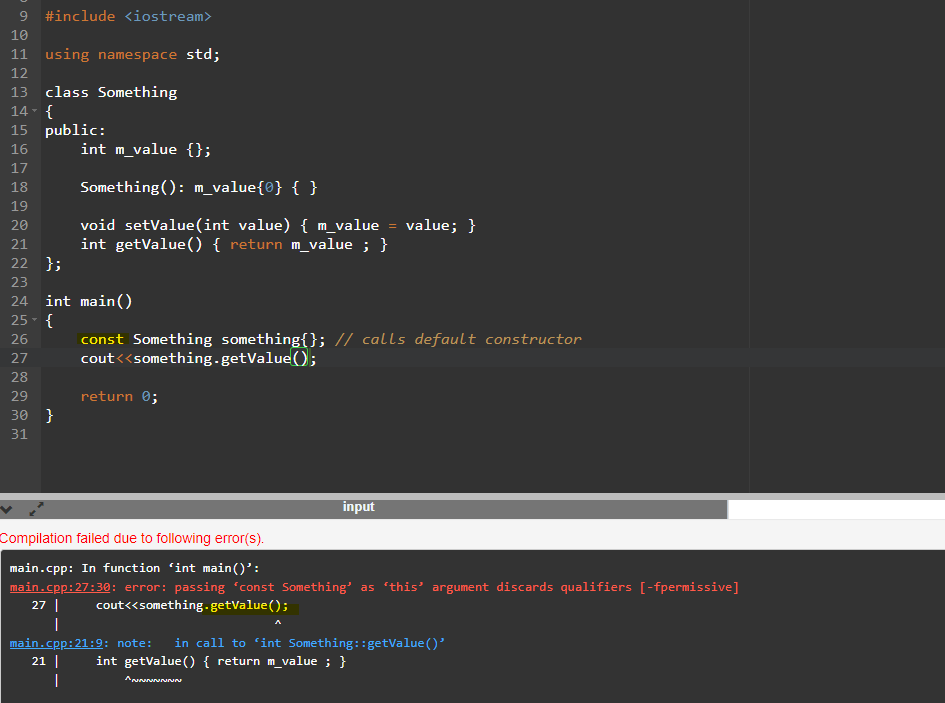 9 #include <iostream>
10
11 using namespace std;
12
13 class Something
14 {
15 public:
16     int m_value {};
17
18     Something(): m_value{0} { }
19
20     void setValue(int value) { m_value = value; }
21     int getValue() { return m_value ; }
22 };
23
24 int main()
25 {
26     const Something something{}; // calls default constructor
27     cout<<something.getValue();
28
29     return 0;
30 }
31
input
Compilation failed due to following error(s).
main.cpp: In function ‘int main()’:
main.cpp:27:30: error: passing ‘const Something’ as ‘this’ argument discards qualifiers [-fpermissive]
27 |     cout<<something.getValue();
|                              ^
main.cpp:21:9: note:   in call to ‘int Something::getValue()’
21 |     int getValue() { return m_value ; }
|         ^~~~~~~~